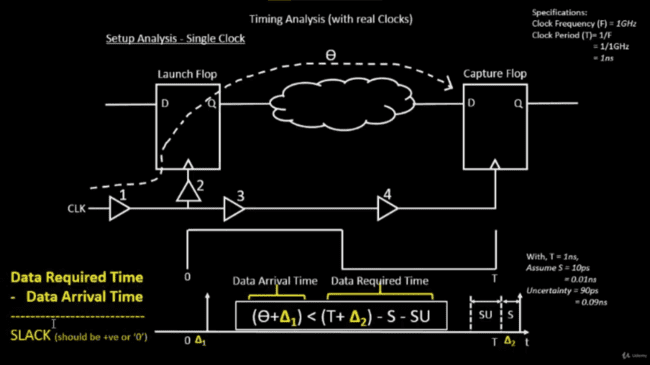 Timing Analysis (with real Clocks)
Specifications:
Clock Frequency (F) = 1GHz
Clock Period (T)= 1/F
= 1/1GHz
= 1ns
Setup Analysis - Single Clock
Θ
Launch Flop
Capture Flop
D
Q
D
Q
1
2
3
4
CLK
0
T
With, T = 1ns,
Assume S = 10ps
= 0.01ns
Uncertainty = 90ps
= 0.09ns
Data Required Time
- Data Arrival Time
SLACK (should be +ve or '0')
Data Arrival Time
Data Required Time
(Θ+Δ1) < (T+ Δ2) - S - SU
SU
S
0 Δ1
T Δ2 t
Udemy